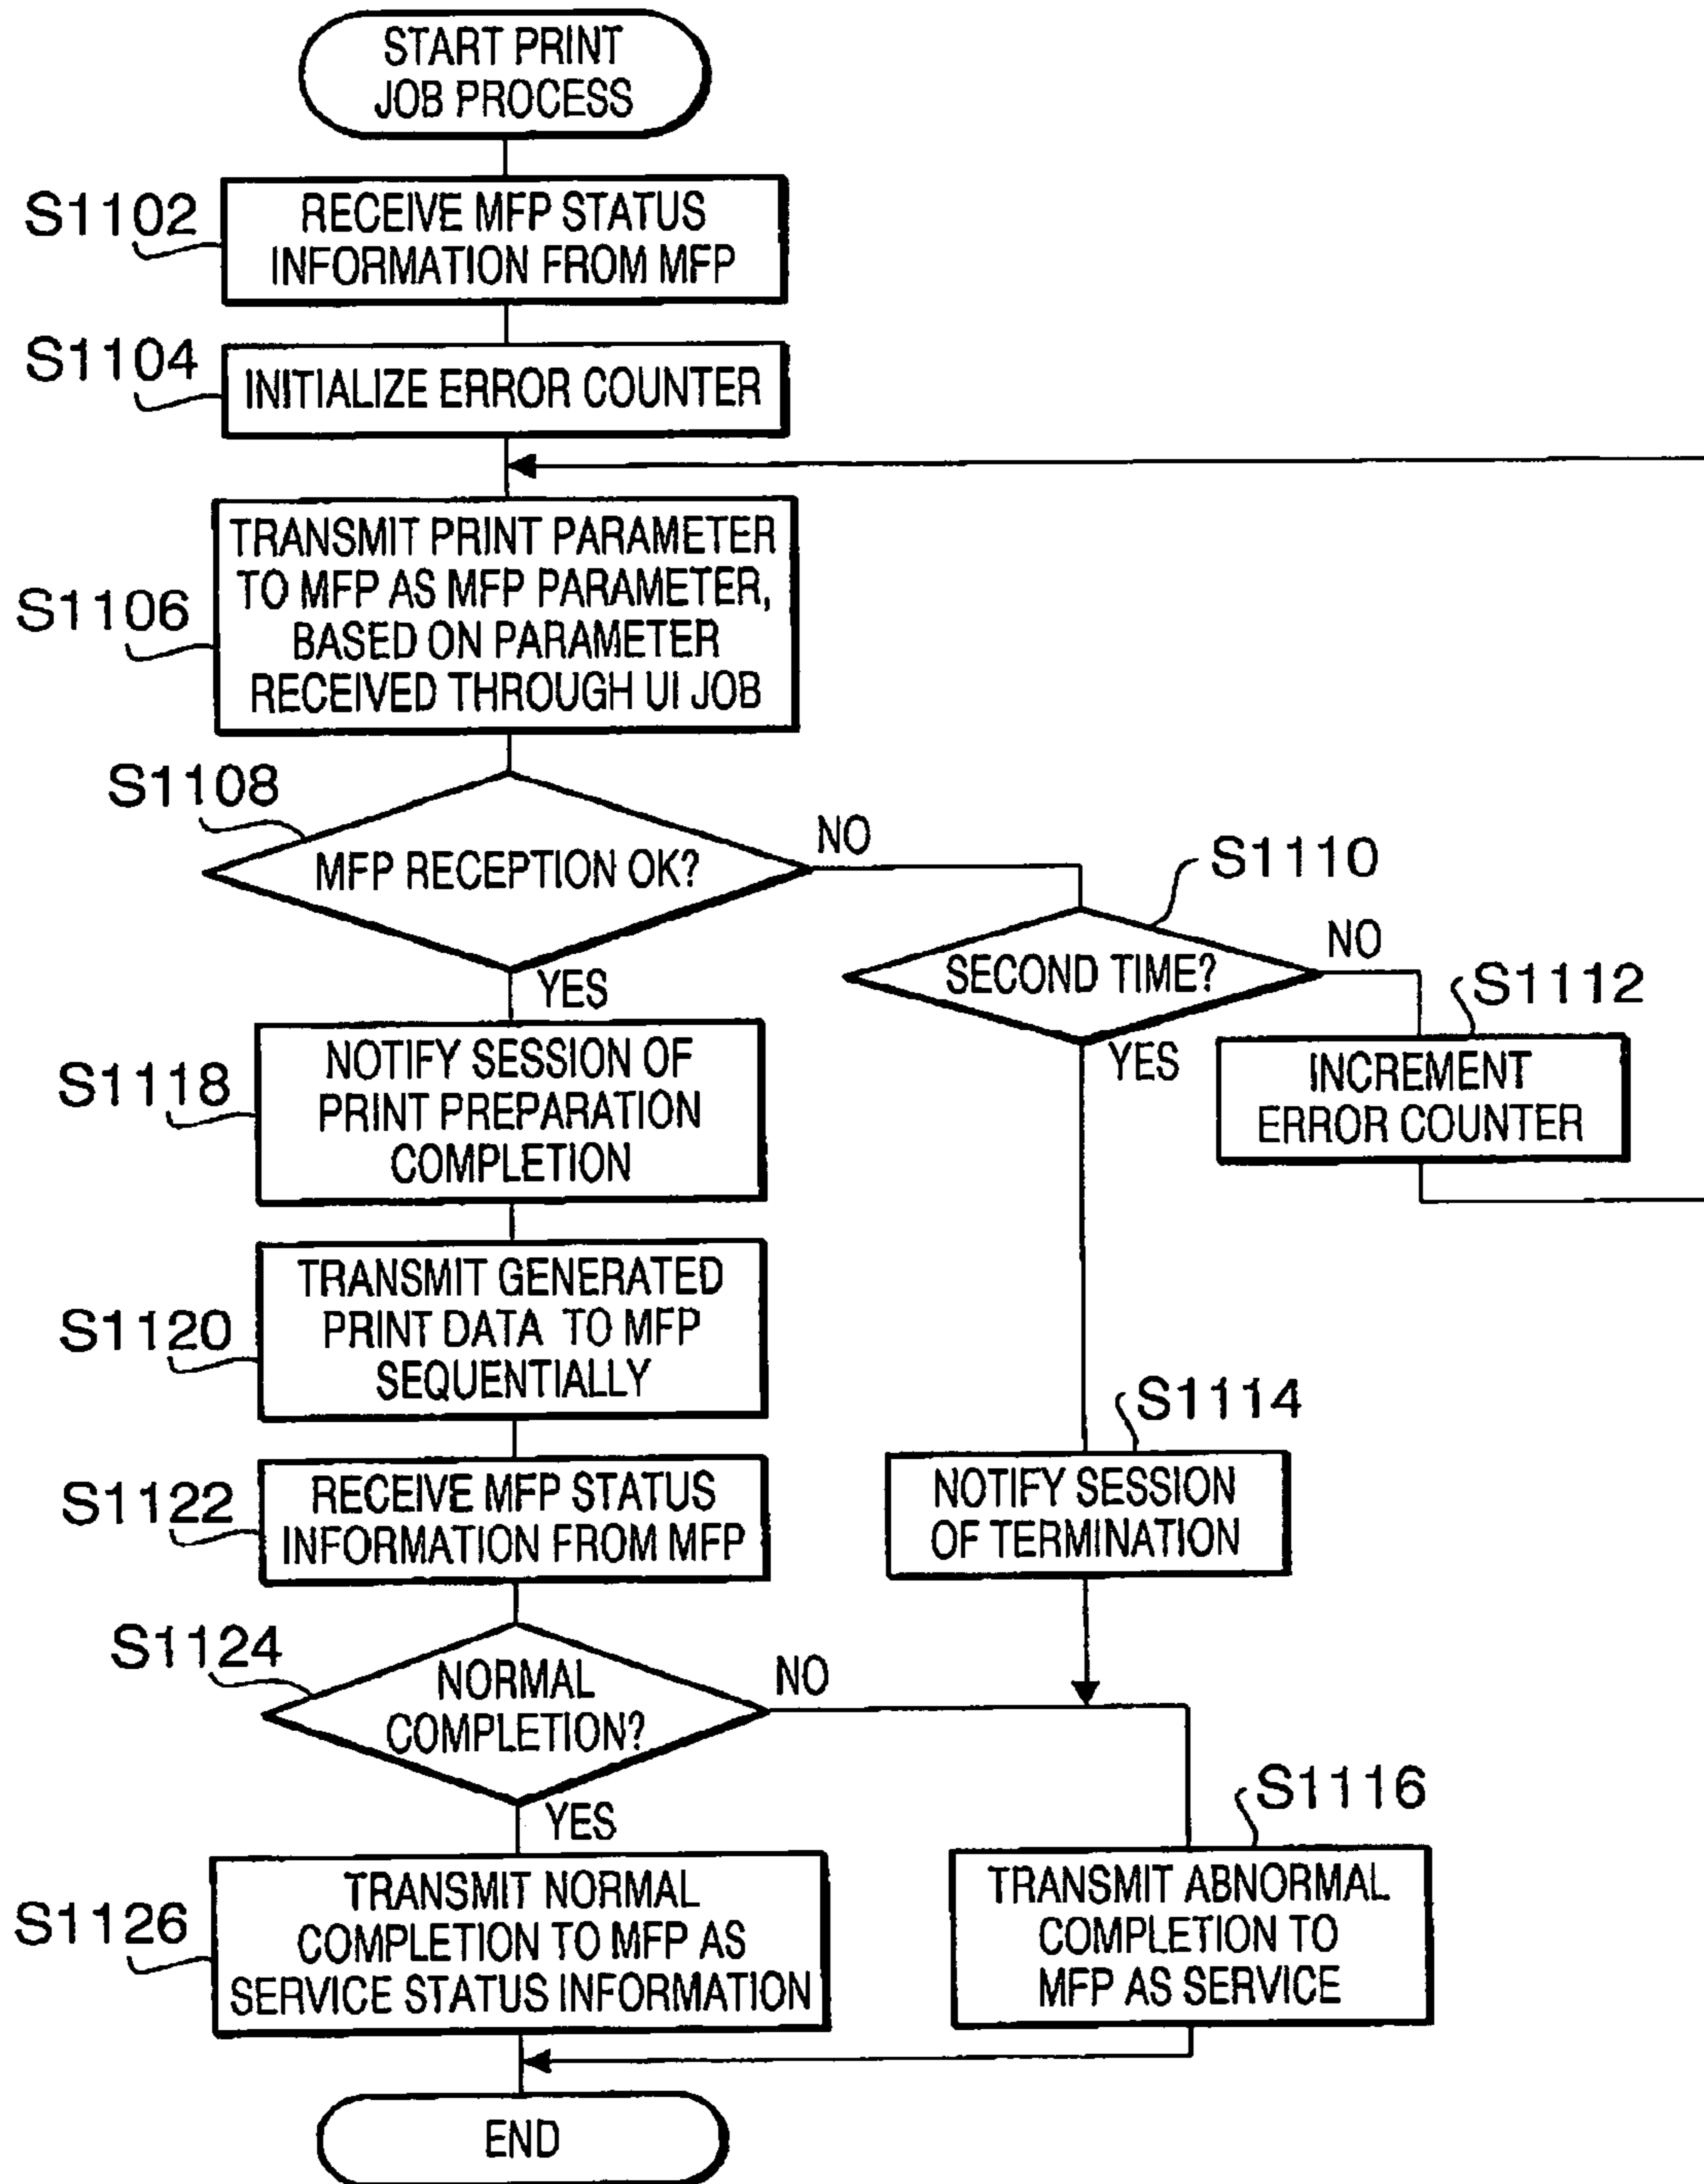 START PRINT
JOB PROCESS
S1102
RECEIVE MFP STATUS
INFORMATION FROM MFP
S1104
INITIALIZE ERROR COUNTER
S1106
TRANSMIT PRINT PARAMETER
TO MFP AS MFP PARAMETER,
BASED ON PARAMETER
RECEIVED THROUGH UI JOB
S1108
MFP RECEPTION OK?
NO
YES
S1110
SECOND TIME?
NO
YES
S1112
INCREMENT
ERROR COUNTER
S1118
NOTIFY SESSION OF
PRINT PREPARATION
COMPLETION
S1120
TRANSMIT GENERATED
PRINT DATA TO MFP
SEQUENTIALLY
S1122
RECEIVE MFP STATUS
INFORMATION FROM MFP
S1114
NOTIFY SESSION
OF TERMINATION
S1124
NORMAL
COMPLETION?
NO
YES
S1126
TRANSMIT NORMAL
COMPLETION TO MFP AS
SERVICE STATUS INFORMATION
S1116
TRANSMIT ABNORMAL
COMPLETION TO
MFP AS SERVICE
END